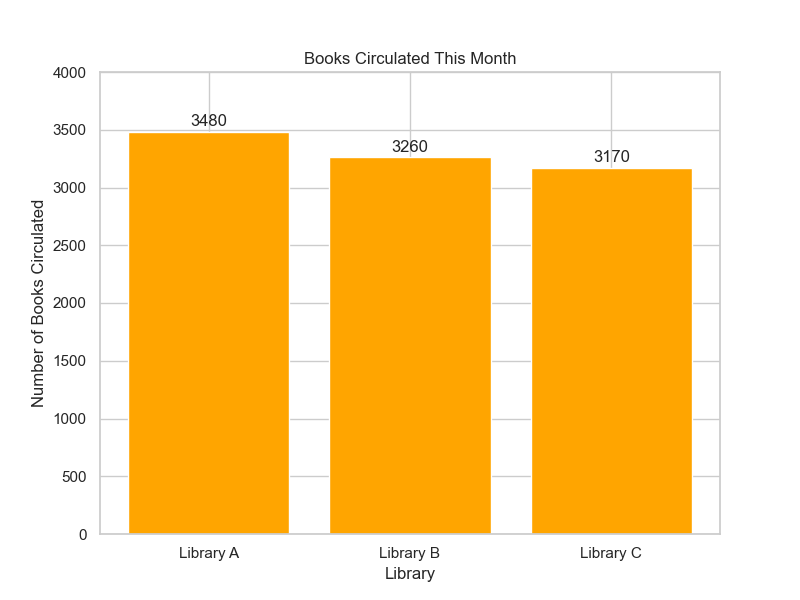 Books Circulated This Month
Number of Books Circulated
4000
3500
3000
2500
2000
1500
1000
500
0
3480
3260
3170
Library A
Library B
Library C
Library